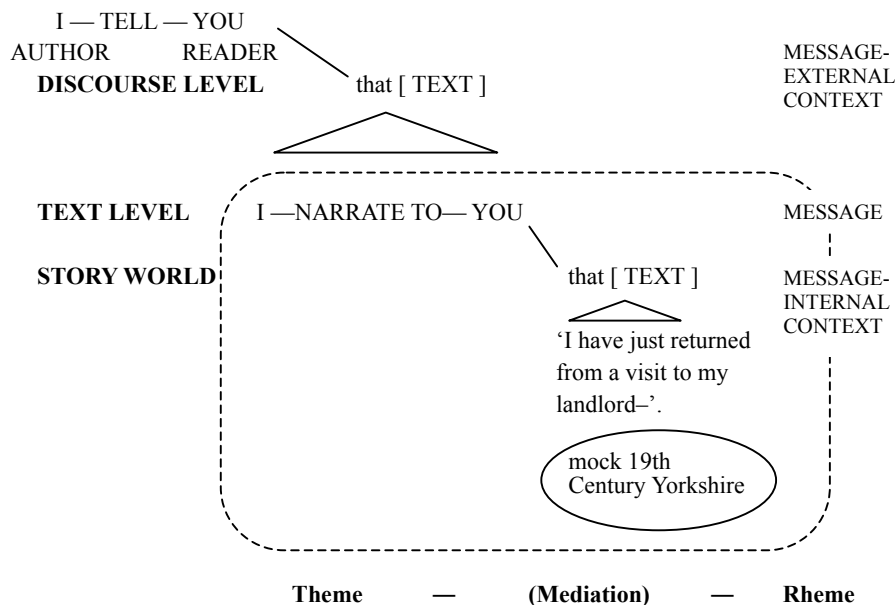 I — TELL — YOU
AUTHOR READER MESSAGE-
EXTERNAL
DISCOURSE LEVEL that [ TEXT ] CONTEXT
TEXT LEVEL I —NARRATE TO— YOU MESSAGE
STORY WORLD that [ TEXT ] MESSAGE-
INTERNAL
CONTEXT
‘I have just returned
from a visit to my
landlord–’.
mock 19th
Century Yorkshire
Theme — (Mediation) — Rheme